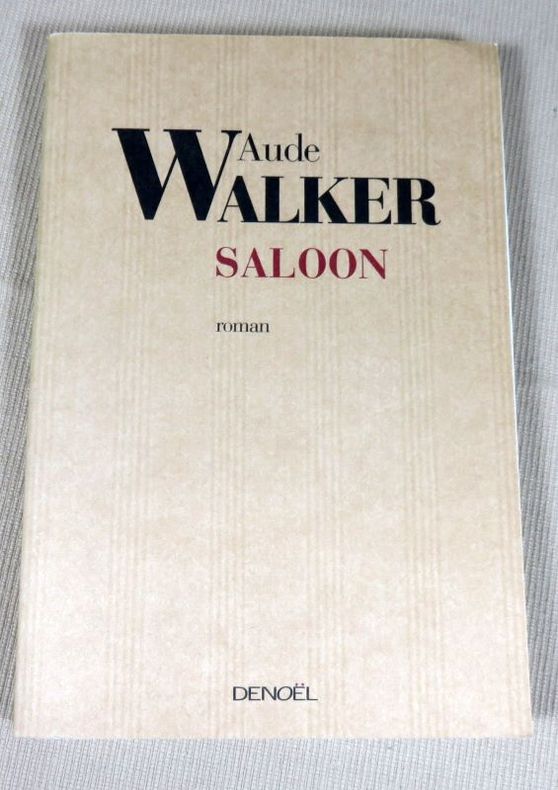 Aude
WALKER
SALOON
roman
DENOËL